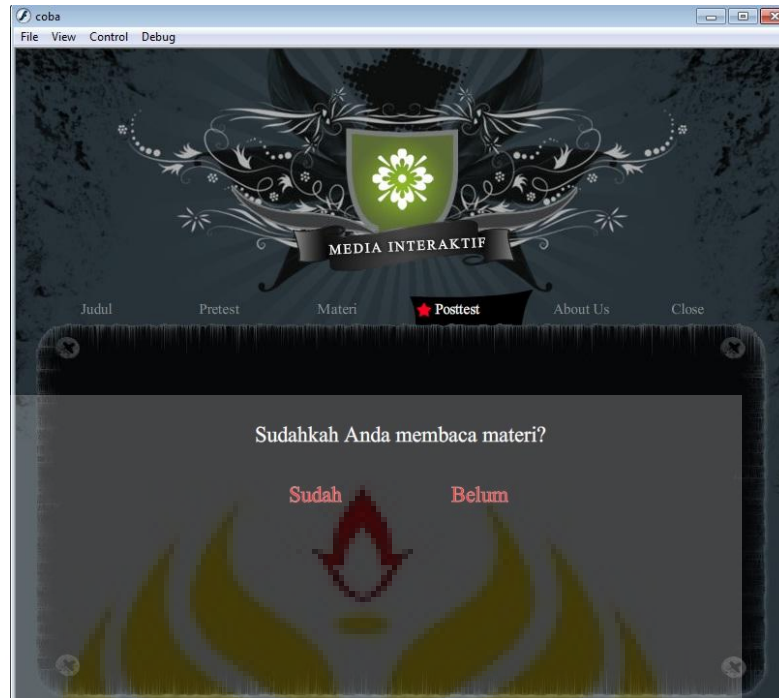 coba
File View Control Debug
MEDIA INTERAKTIF
Judul Pretest Materi Posttest About Us Close
Sudahkah Anda membaca materi?
Sudah Belum